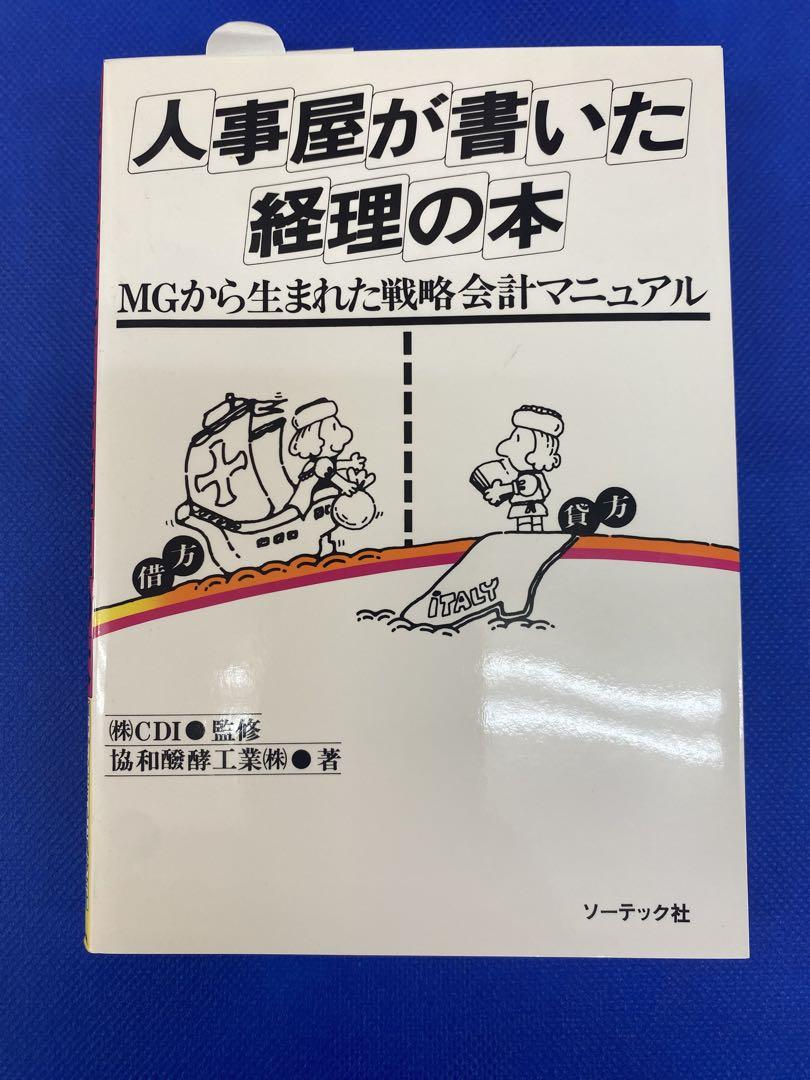 人事屋が書いた
経理の本
MGから生まれた戦略会計マニュアル
借方
貸方
iTALY
㈱CDI●監修
協和醱酵工業㈱●著
ソーテック社